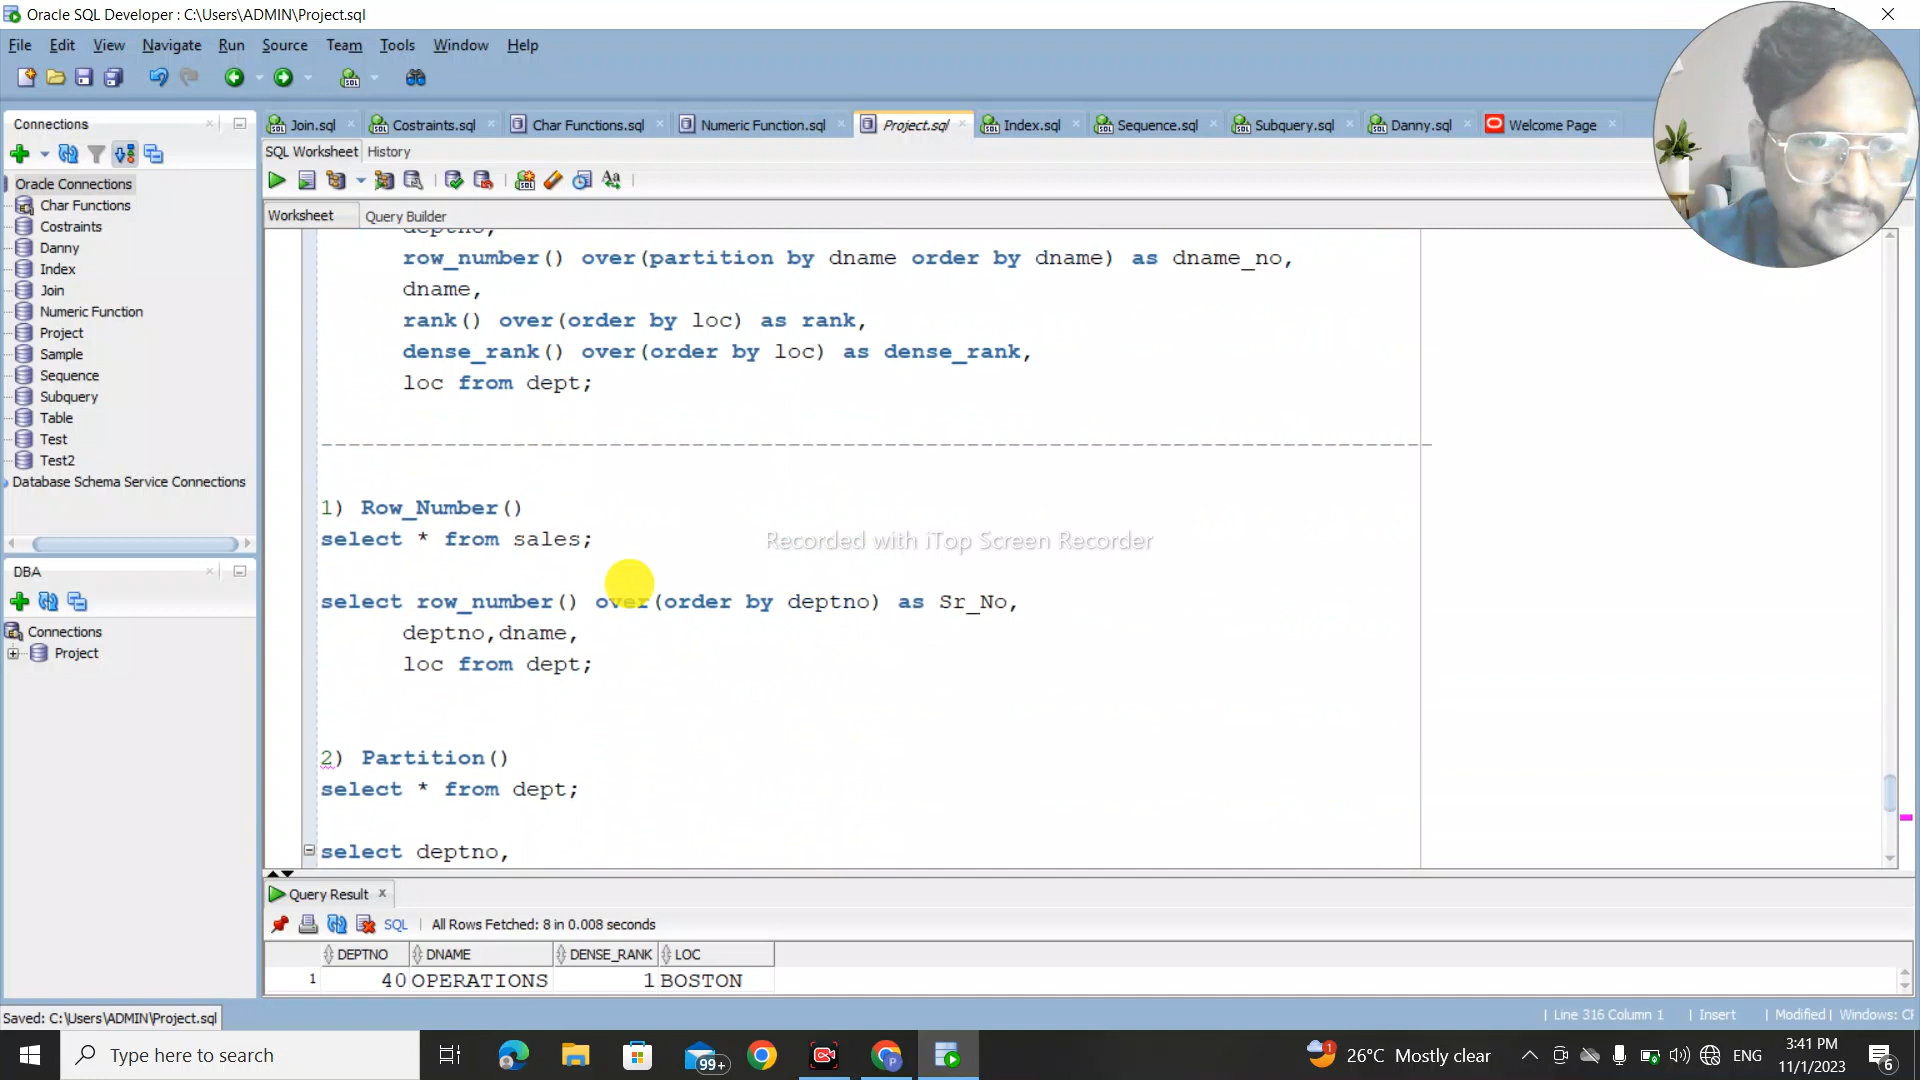 Oracle SQL Developer : C:\Users\ADMIN\Project.sql
File Edit View Navigate Run Source Team Tools Window Help
Connections
Join.sql Costraints.sql Char Functions.sql Numeric Function.sql Project.sql Index.sql Sequence.sql Subquery.sql Danny.sql Welcome Page
SQL Worksheet History
Worksheet Query Builder
Oracle Connections
Char Functions
Costraints
Danny
Index
Join
Numeric Function
Project
Sample
Sequence
Subquery
Table
Test
Test2
Database Schema Service Connections
DBA
Connections
Project
deptno,
row_number() over(partition by dname order by dname) as dname_no,
dname,
rank() over(order by loc) as rank,
dense_rank() over(order by loc) as dense_rank,
loc from dept;
1) Row_Number()
select * from sales;
Recorded with iTop Screen Recorder
select row_number() over(order by deptno) as Sr_No,
deptno,dname,
loc from dept;
2) Partition()
select * from dept;
select deptno,
Query Result
SQL | All Rows Fetched: 8 in 0.008 seconds
DEPTNO DNAME DENSE_RANK LOC
1 40 OPERATIONS 1 BOSTON
Saved: C:\Users\ADMIN\Project.sql
| Line 316 Column 1 | Insert | Modified | Windows:
Type here to search
99+
26°C Mostly clear
ENG
3:41 PM
11/1/2023
6